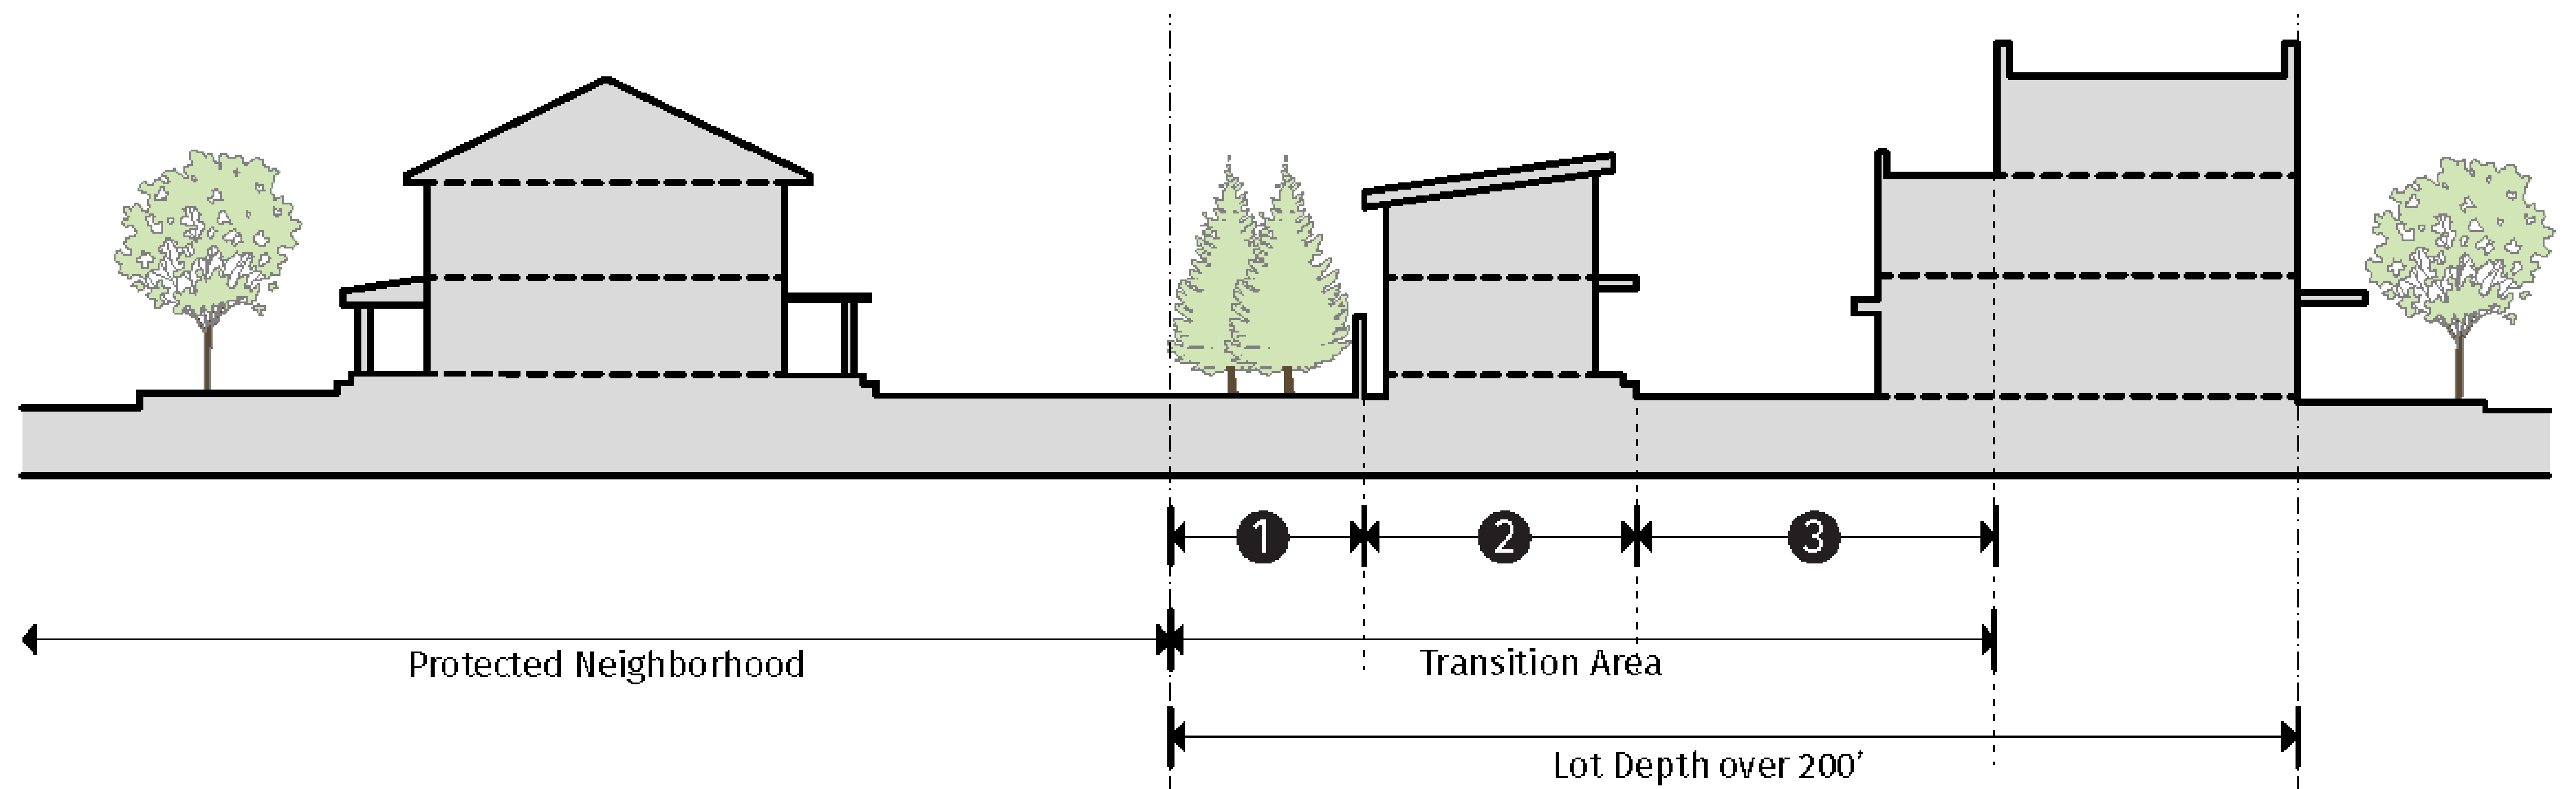 1 2 3
Protected Neighborhood Transition Area
Lot Depth over 200'